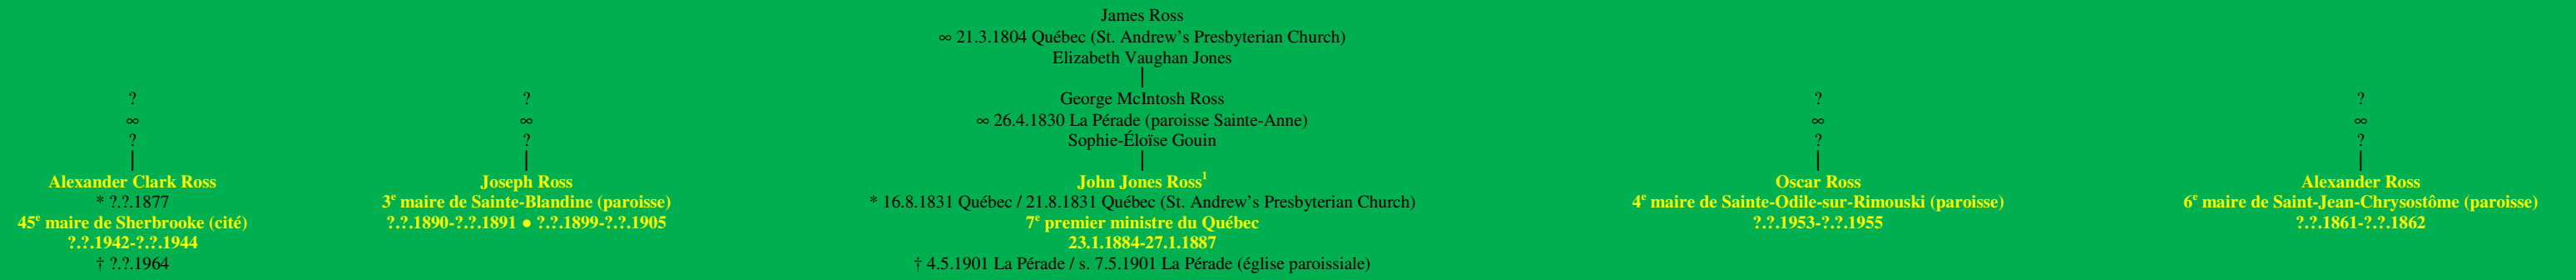 James Ross
∞ 21.3.1804 Québec (St. Andrew’s Presbyterian Church)
Elizabeth Vaughan Jones
?
∞
?
Alexander Clark Ross
* ?.?.1877
45e maire de Sherbrooke (cité)
?.?.1942-?.?.1944
† ?.?.1964
?
∞
?
Joseph Ross
3e maire de Sainte-Blandine (paroisse)
?.?.1890-?.?.1891 ● ?.?.1899-?.?.1905
George McIntosh Ross
∞ 26.4.1830 La Pérade (paroisse Sainte-Anne)
Sophie-Éloïse Gouin
John Jones Ross1
* 16.8.1831 Québec / 21.8.1831 Québec (St. Andrew’s Presbyterian Church)
7e premier ministre du Québec
23.1.1884-27.1.1887
† 4.5.1901 La Pérade / s. 7.5.1901 La Pérade (église paroissiale)
?
∞
?
Oscar Ross
4e maire de Sainte-Odile-sur-Rimouski (paroisse)
?.?.1953-?.?.1955
?
∞
?
Alexander Ross
6e maire de Saint-Jean-Chrysostôme (paroisse)
?.?.1861-?.?.1862